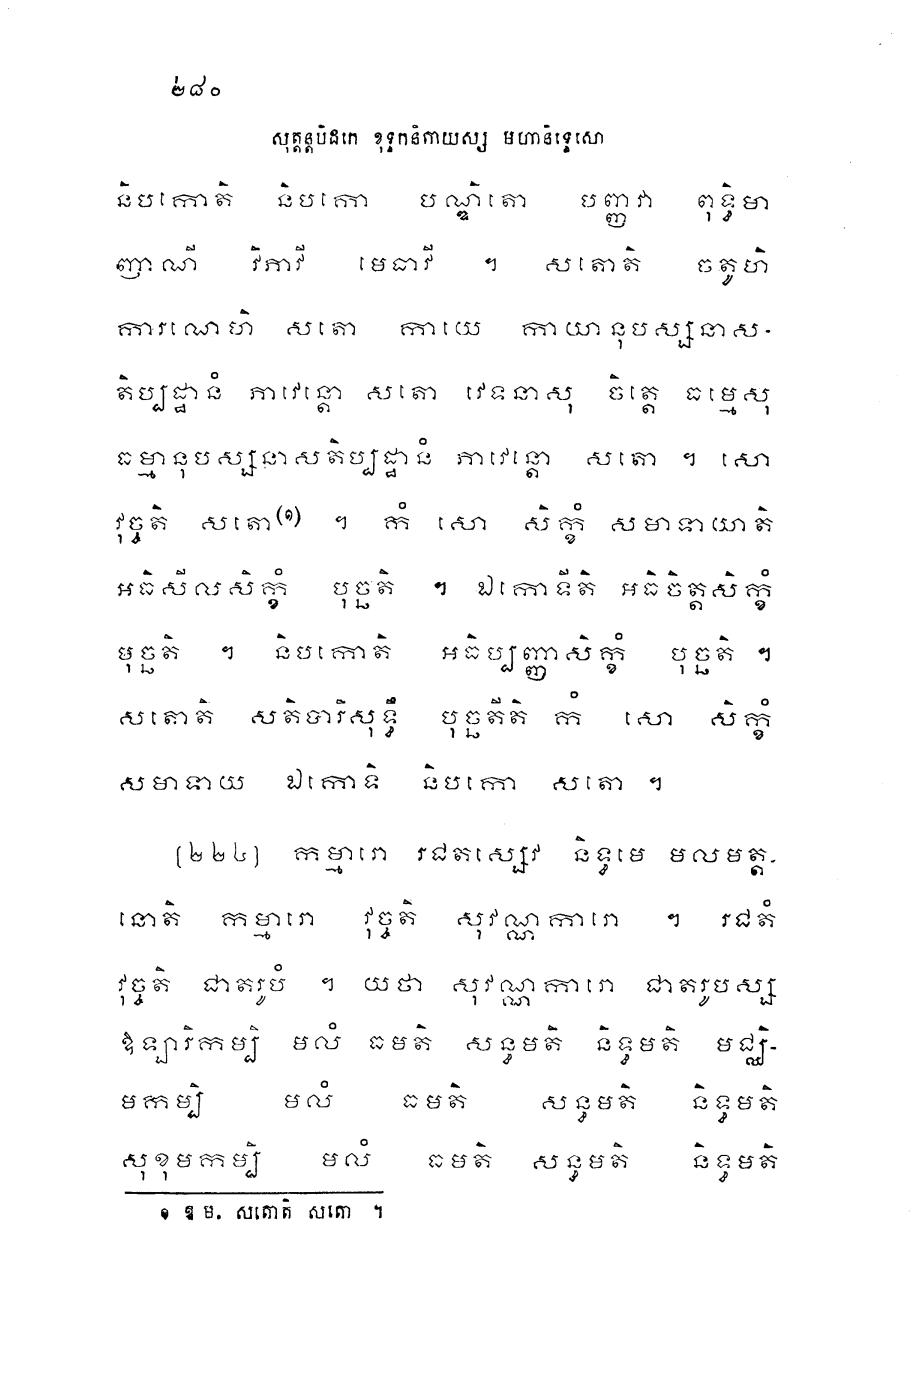 ២៨០
សុត្តន្តបិដកេ ខុទ្ទកនិកាយស្ស មហានិទ្ទេសោ
និបកោតិ និបកោ បណ្ឌិតោ បញ្ញវា ពុទ្ធិមា
ញាណី វិភាវី មេធាវី ។ សតោតិ ចតូហិ
ការណេហិ សតោ កាយេ កាយានុបស្សនាស-
តិប្បដ្ឋានំ ភាវេន្តោ សតោ វេទនាសុ ចិត្តេ ធម្មេសុ
ធម្មានុបស្សនាសតិប្បដ្ឋានំ ភាវេន្តោ សតោ ។ សោ
វុច្ចតិ សតោ(១) ។ កំ សោ សិក្ខំ សមាទាយាតិ
អធិសីលសិក្ខំ បុច្ឆតិ ។ ឯកោទីតិ អធិចិត្តសិក្ខំ
បុច្ឆតិ ។ និបកោតិ អធិប្បញ្ញាសិក្ខំ បុច្ឆតិ ។
សតោតិ សតិបារិសុទ្ធឹ បុច្ឆតីតិ កំ សោ សិក្ខំ
សមាទាយ ឯកោទិ និបកោ សតោ ។
[២២៤] កម្មារោ រជតស្សេវ និទ្ធមេ មលមត្ត-
នោតិ កម្មារោ វុច្ចតិ សុវណ្ណការោ ។ រជតំ
វុច្ចតិ ជាតរូបំ ។ យថា សុវណ្ណការោ ជាតរូបស្ស
ឱឡារិកម្បិ មលំ ធមតិ សន្ធមតិ និទ្ធមតិ មជ្ឈិ-
មកម្បិ មលំ ធមតិ សន្ធមតិ និទ្ធមតិ
សុខុមកម្បិ មលំ ធមតិ សន្ធមតិ និទ្ធមតិ
១ ឱ ម. សតោតិ សតោ ។